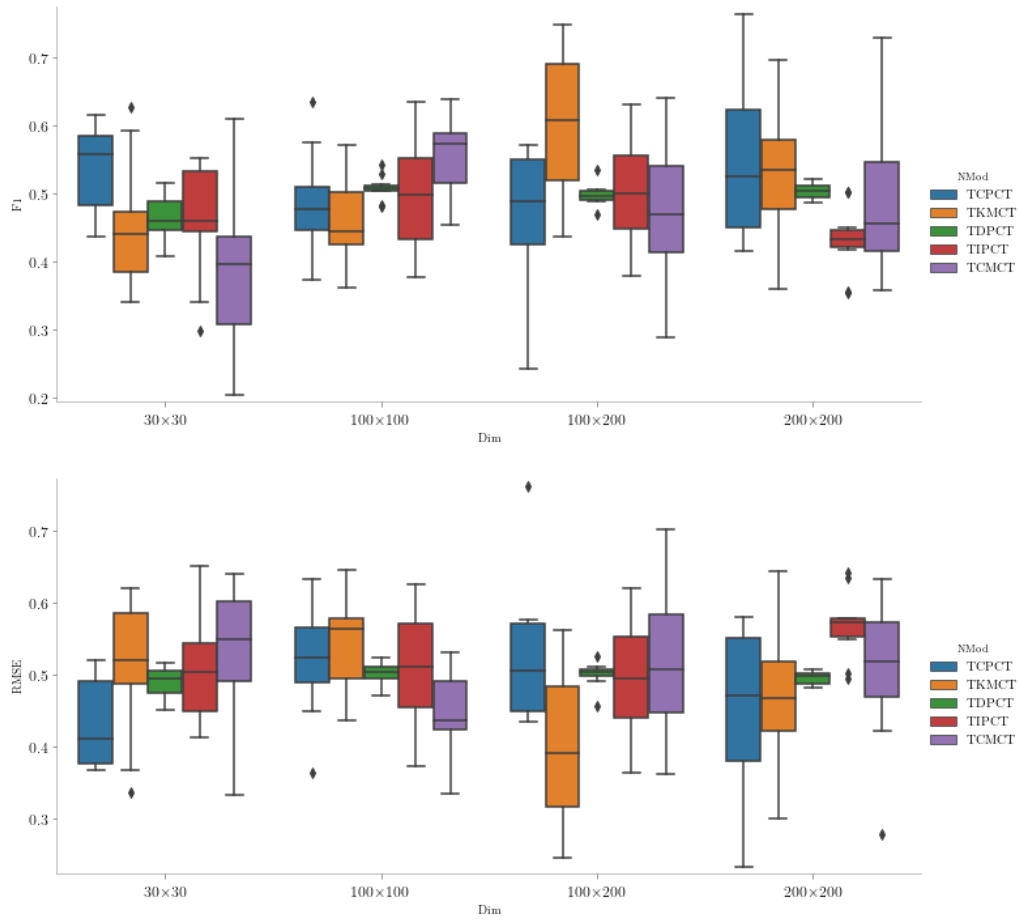 0.7
0.6
0.5
0.4
0.3
0.2
F1
30×30
100×100
100×200
200×200
Dim
NMod
TCPCT
TKMCT
TDPCT
TIPCT
TCMCT
0.7
0.6
0.5
0.4
0.3
RMSE
30×30
100×100
100×200
200×200
Dim
NMod
TCPCT
TKMCT
TDPCT
TIPCT
TCMCT